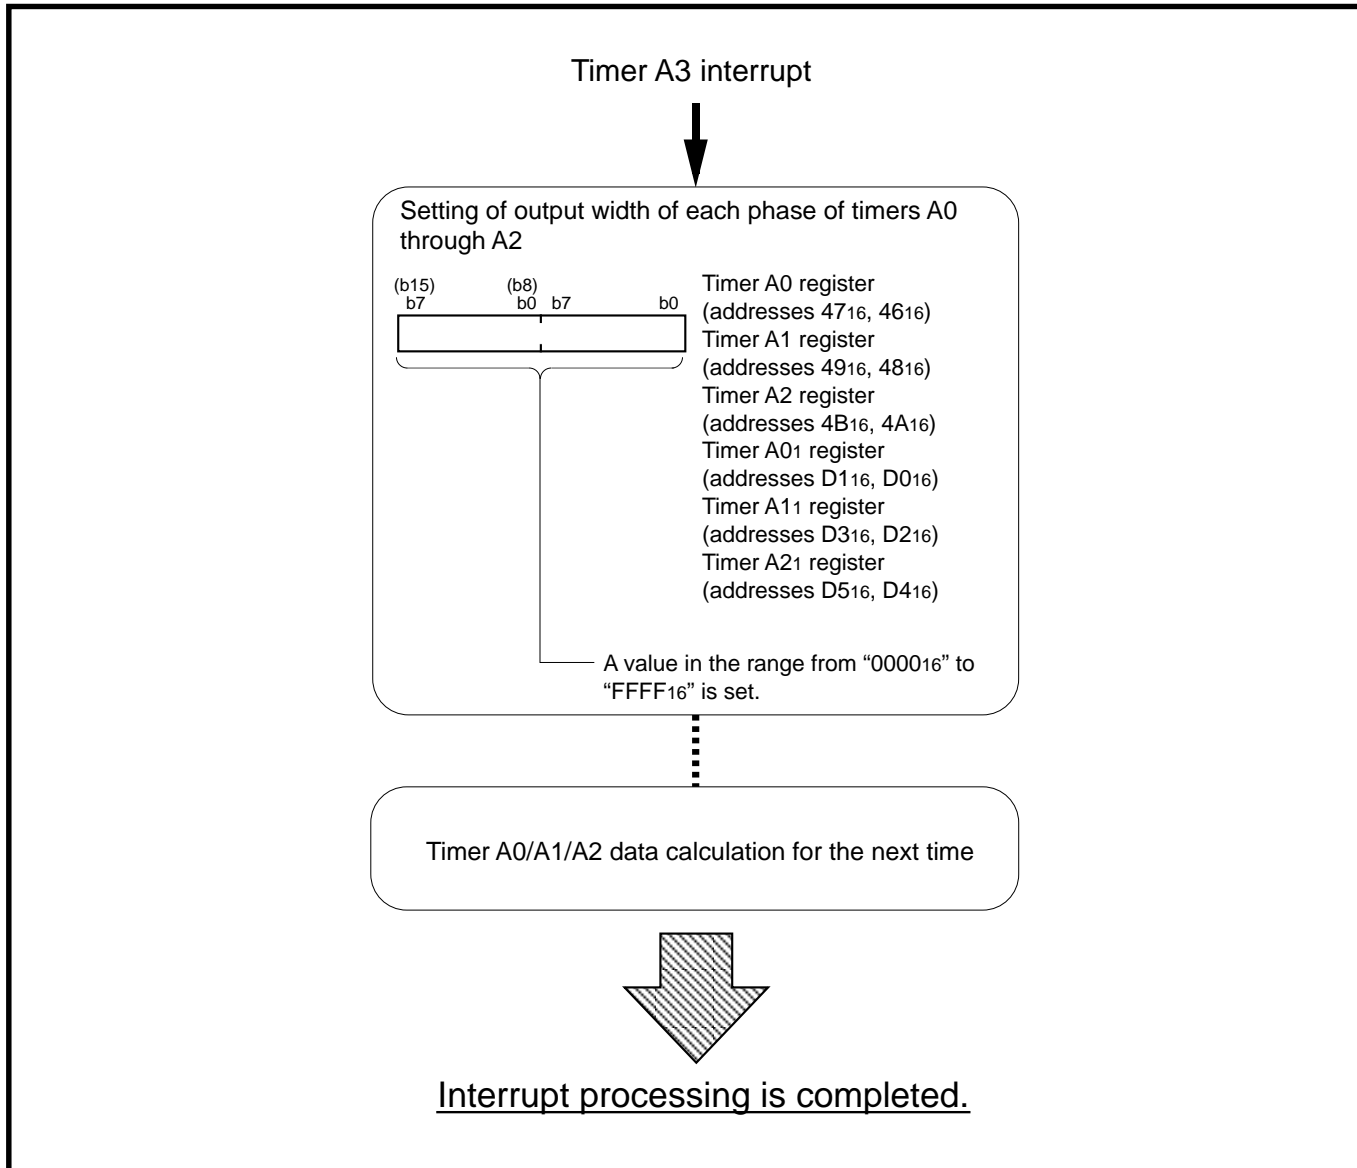 Timer A3 interrupt
Setting of output width of each phase of timers A0
through A2
(b15) (b8)
b7 b0 b7 b0
Timer A0 register
(addresses 4716, 4616)
Timer A1 register
(addresses 4916, 4816)
Timer A2 register
(addresses 4B16, 4A16)
Timer A01 register
(addresses D116, D016)
Timer A11 register
(addresses D316, D216)
Timer A21 register
(addresses D516, D416)
A value in the range from “000016” to
“FFFF16” is set.
Timer A0/A1/A2 data calculation for the next time
Interrupt processing is completed.